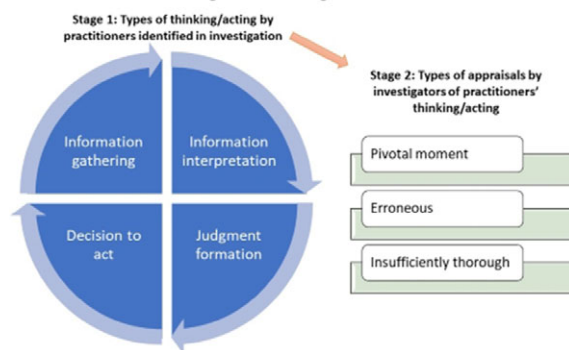 Stage 1: Types of thinking/acting by
practitioners identified in investigation
Stage 2: Types of appraisals by
investigators of practitioners'
thinking/acting
Information
gathering
Information
interpretation
Decision to
act
Judgment
formation
Pivotal moment
Erroneous
Insufficiently thorough